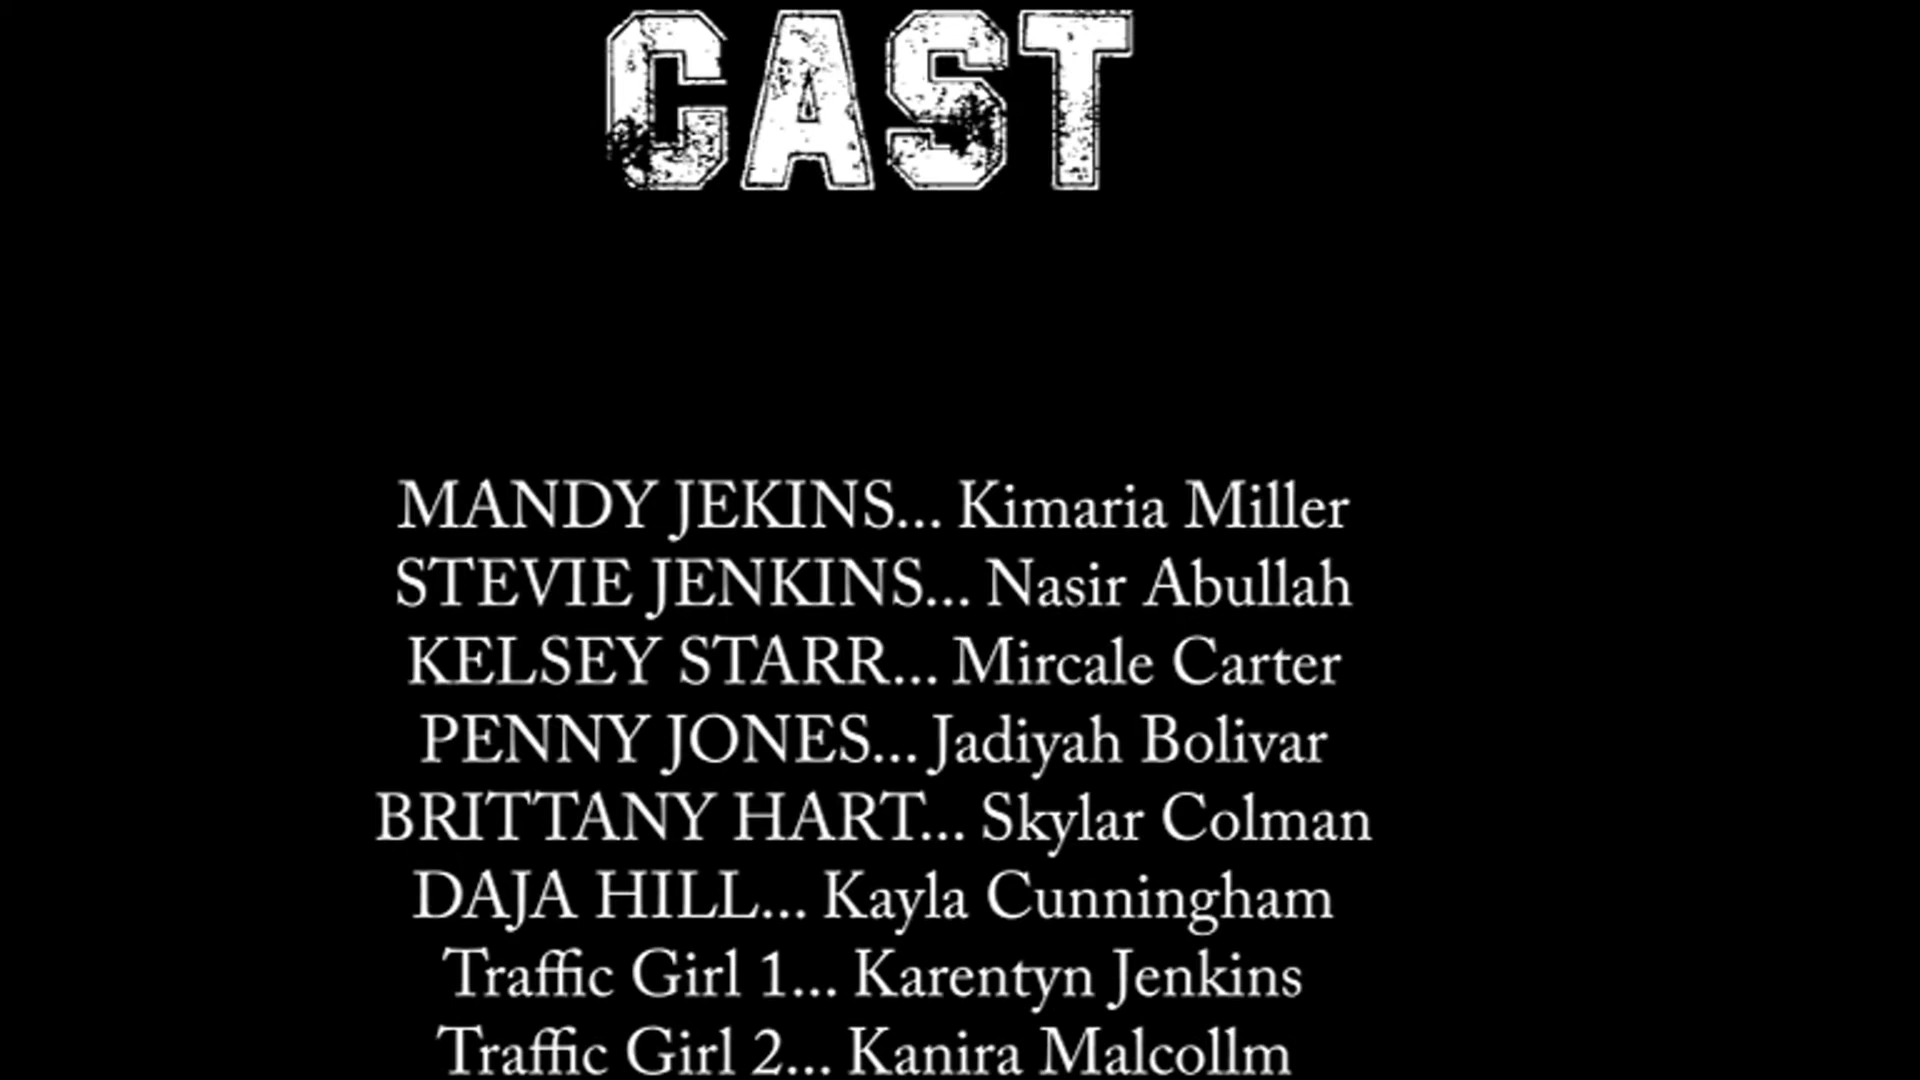 CAST
MANDY JEKINS... Kimaria Miller
STEVIE JENKINS... Nasir Abullah
KELSEY STARR... Mircale Carter
PENNY JONES... Jadiyah Bolivar
BRITTANY HART... Skylar Colman
DAJA HILL... Kayla Cunningham
Traffic Girl 1... Karentyn Jenkins
Traffic Girl 2... Kanira Malcollm